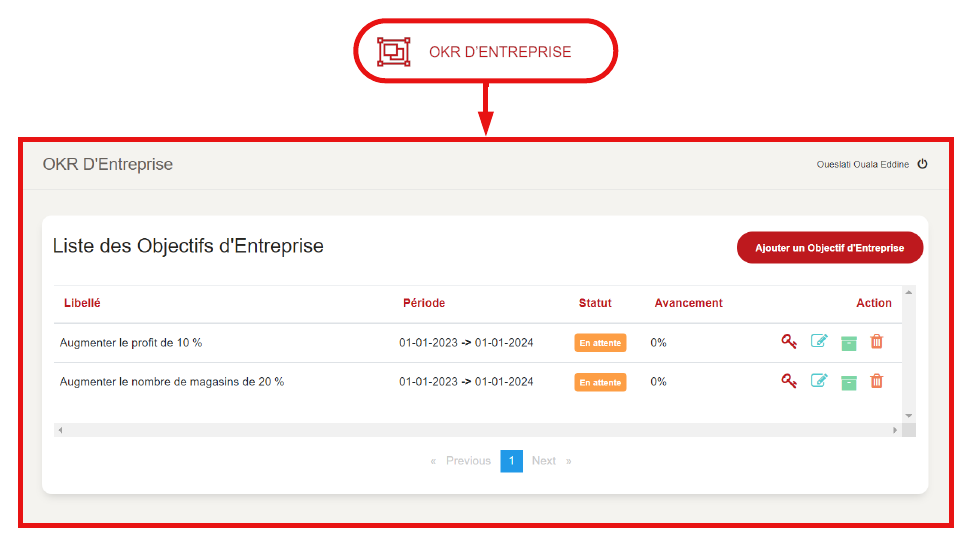 OKR D'ENTREPRISE
OKR D'Entreprise
Oueslati Ouala Eddine
Liste des Objectifs d'Entreprise
Ajouter un Objectif d'Entreprise
Libellé Période Statut Avancement Action
Augmenter le profit de 10 % 01-01-2023 -> 01-01-2024 En attente 0%
Augmenter le nombre de magasins de 20 % 01-01-2023 -> 01-01-2024 En attente 0%
« Previous 1 Next »